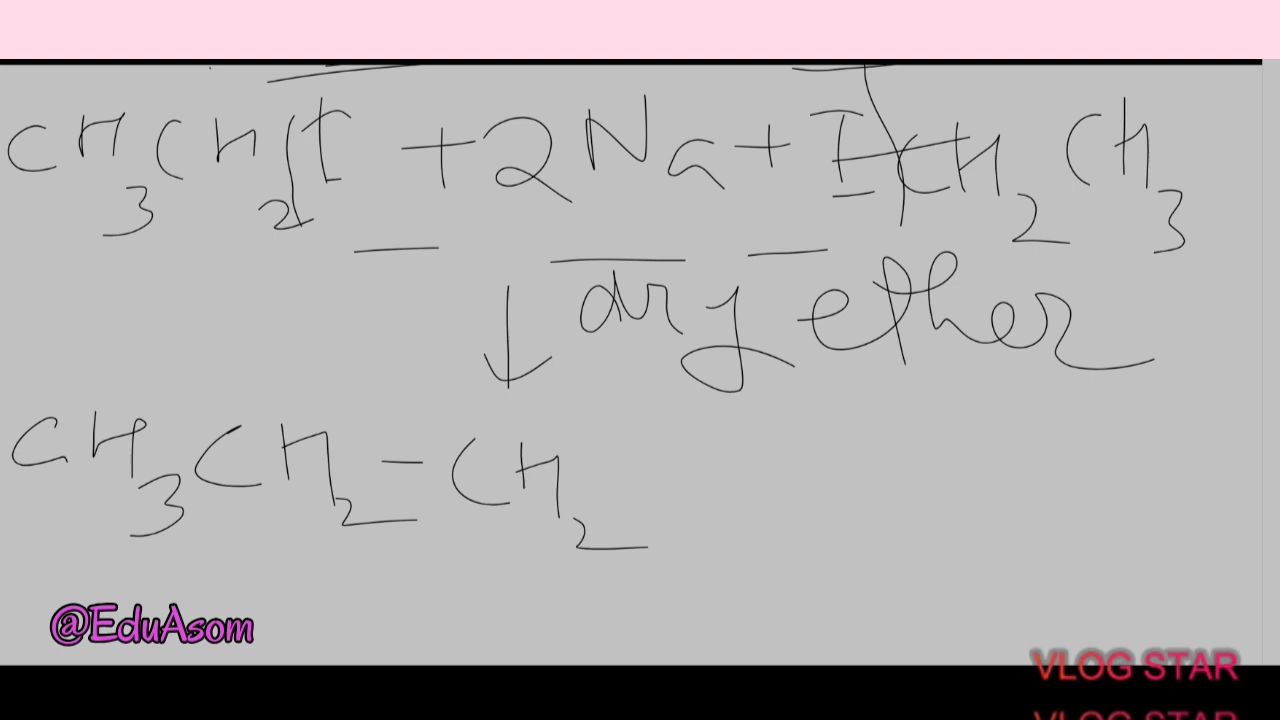 CH3CH2I + 2Na + ICH2CH3
dry ether
CH3CH2-CH2
@EduAsom
VLOG STAR